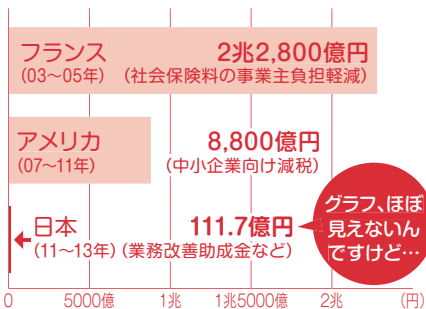 フランス 2兆2,800億円
(03〜05年) (社会保険料の事業主負担軽減)
アメリカ 8,800億円
(07〜11年) (中小企業向け減税)
日本 111.7億円
(11〜13年)(業務改善助成金など)
グラフ、ほぼ
見えないん
ですけど…
0 5000億 1兆 1兆5000億 2兆 (円)